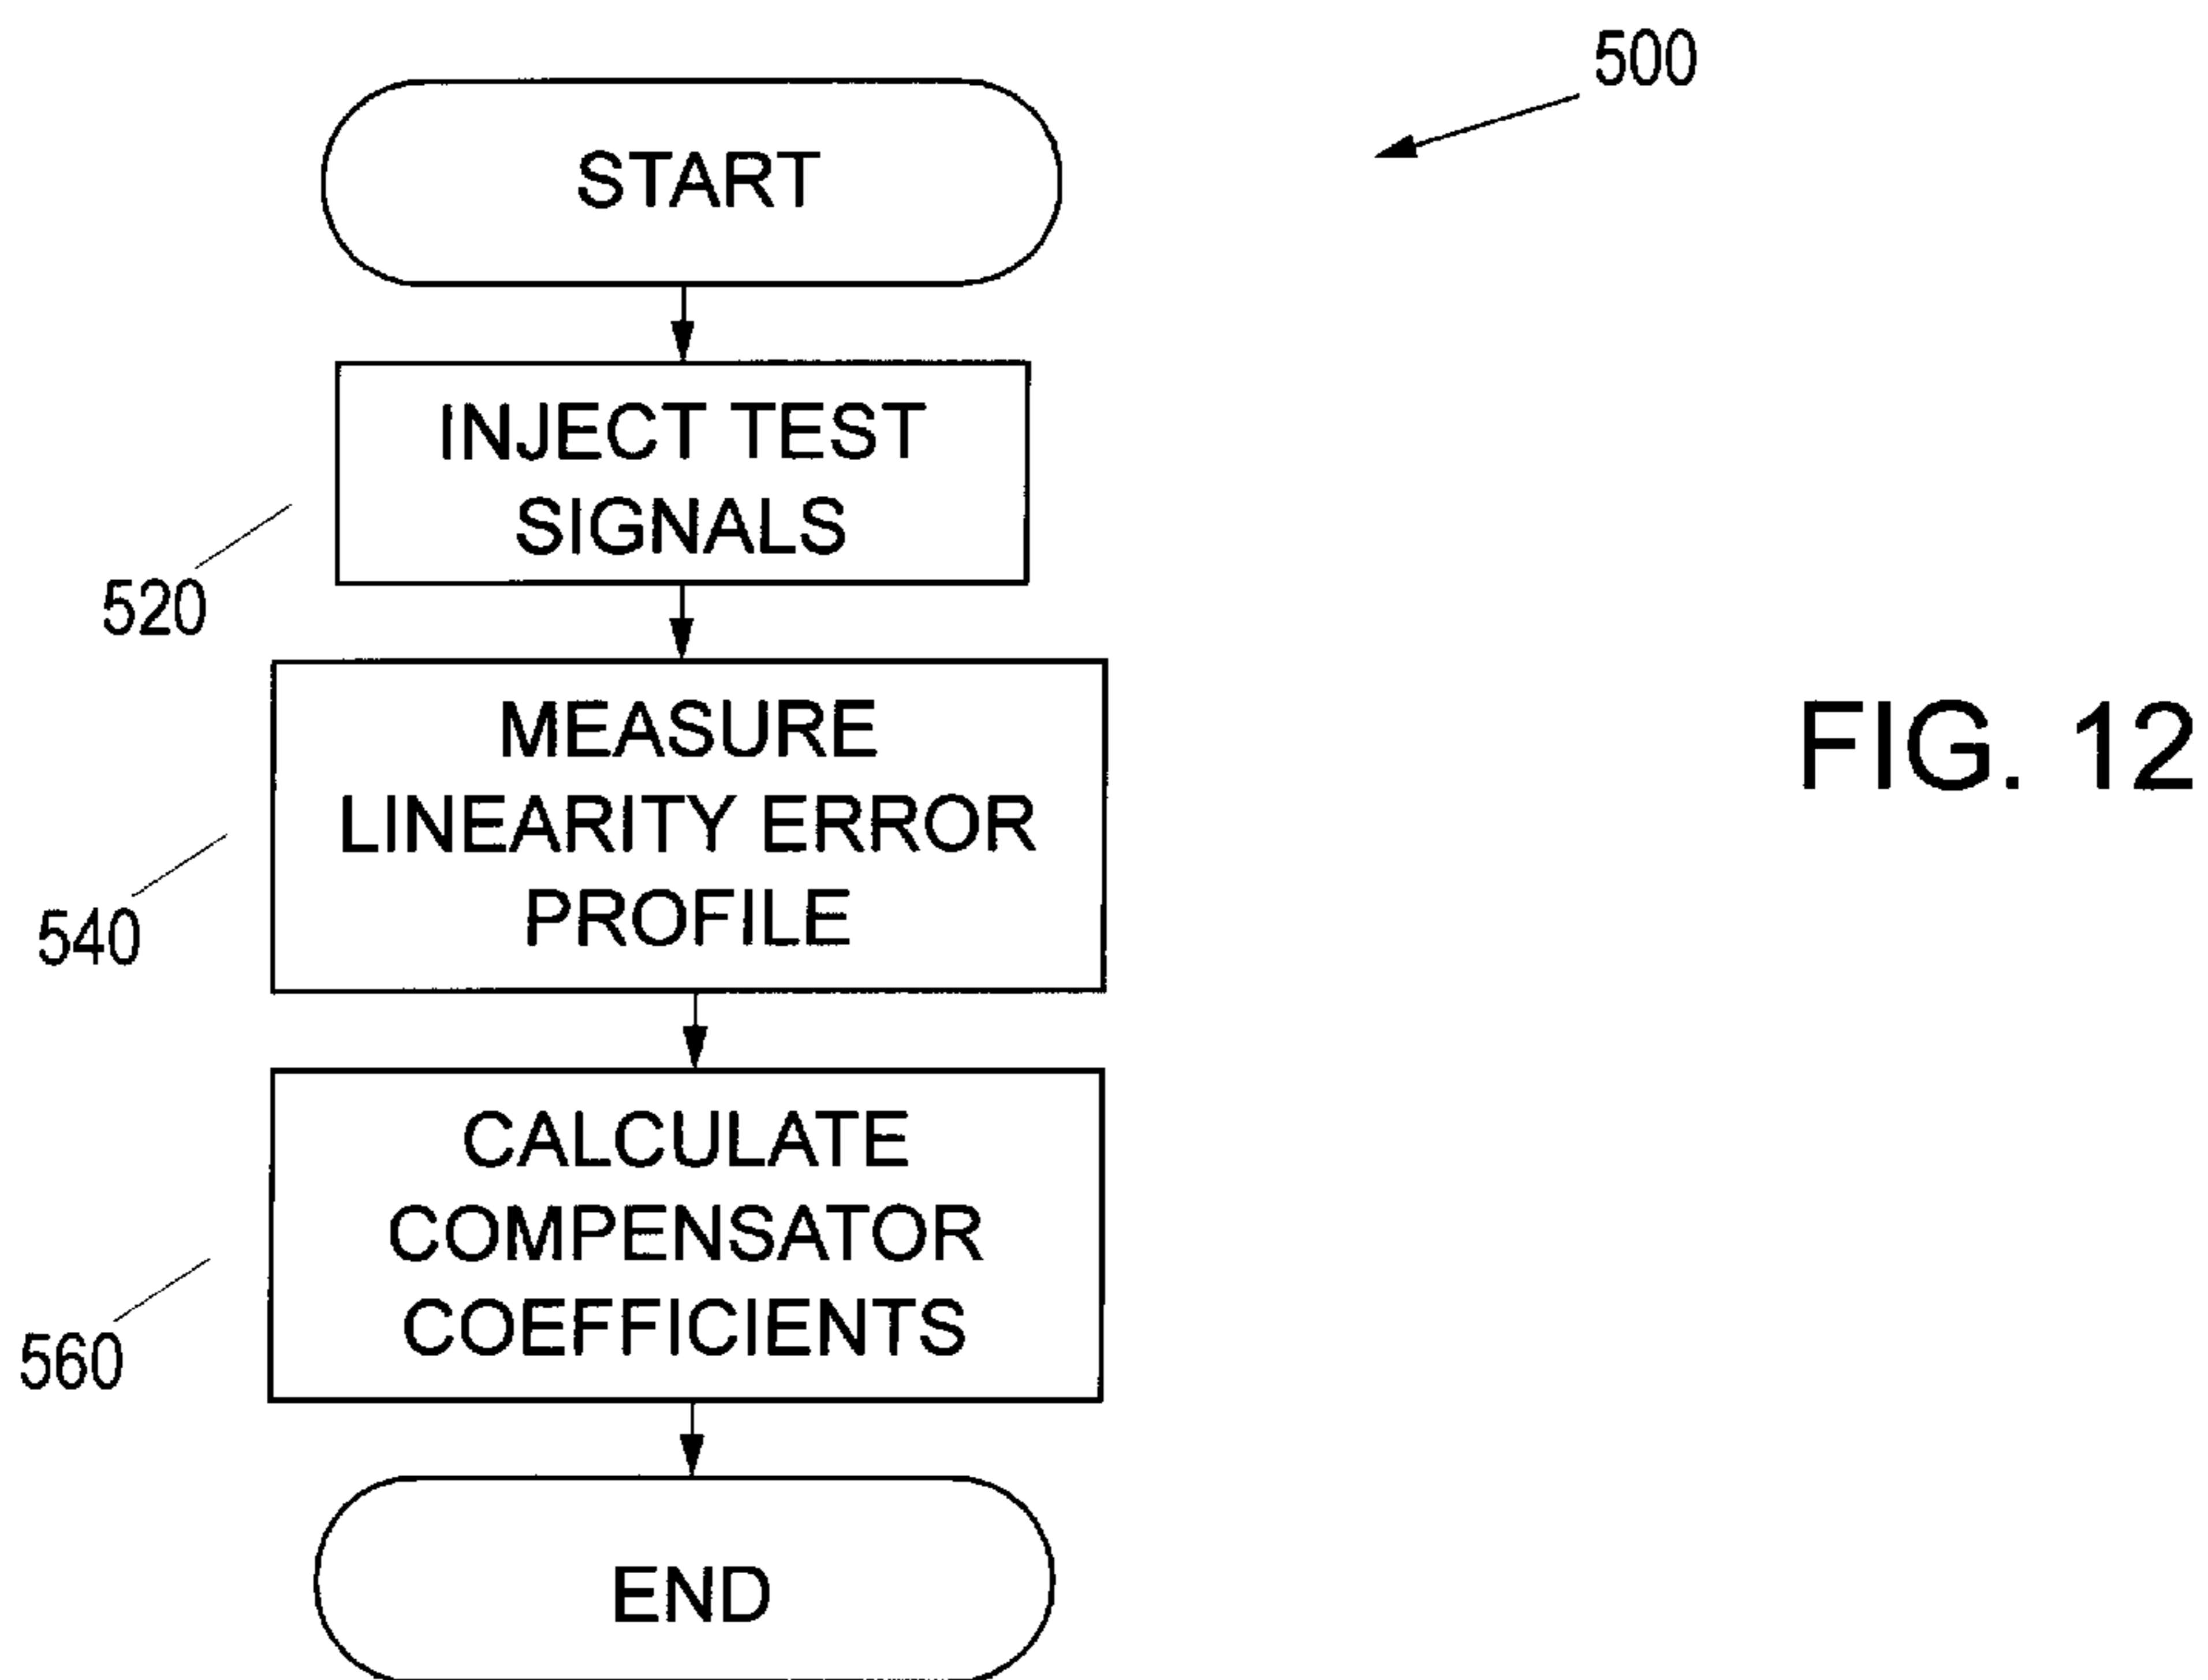 500
START
INJECT TEST
SIGNALS
520
MEASURE
LINEARITY ERROR
PROFILE
540
FIG. 12
CALCULATE
COMPENSATOR
COEFFICIENTS
560
END